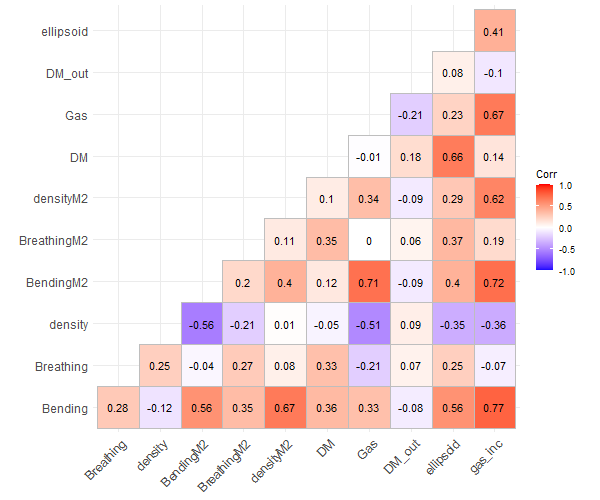 ellipsoid 0.41
DM_out 0.08 -0.1
Gas -0.21 0.23 0.67
DM -0.01 0.18 0.66 0.14
densityM2 0.1 0.34 -0.09 0.29 0.62
BreathingM2 0.11 0.35 0 0.06 0.37 0.19
BendingM2 0.2 0.4 0.12 0.71 -0.09 0.4 0.72
density -0.56 -0.21 0.01 -0.05 -0.51 0.09 -0.35 -0.36
Breathing 0.25 -0.04 0.27 0.08 0.33 -0.21 0.07 0.25 -0.07
Bending 0.28 -0.12 0.56 0.35 0.67 0.36 0.33 -0.08 0.56 0.77
Breathing density BendingM2 BreathingM2 densityM2 DM Gas DM_out ellipsoid gas_inc
Corr
1.0
0.5
0.0
-0.5
-1.0